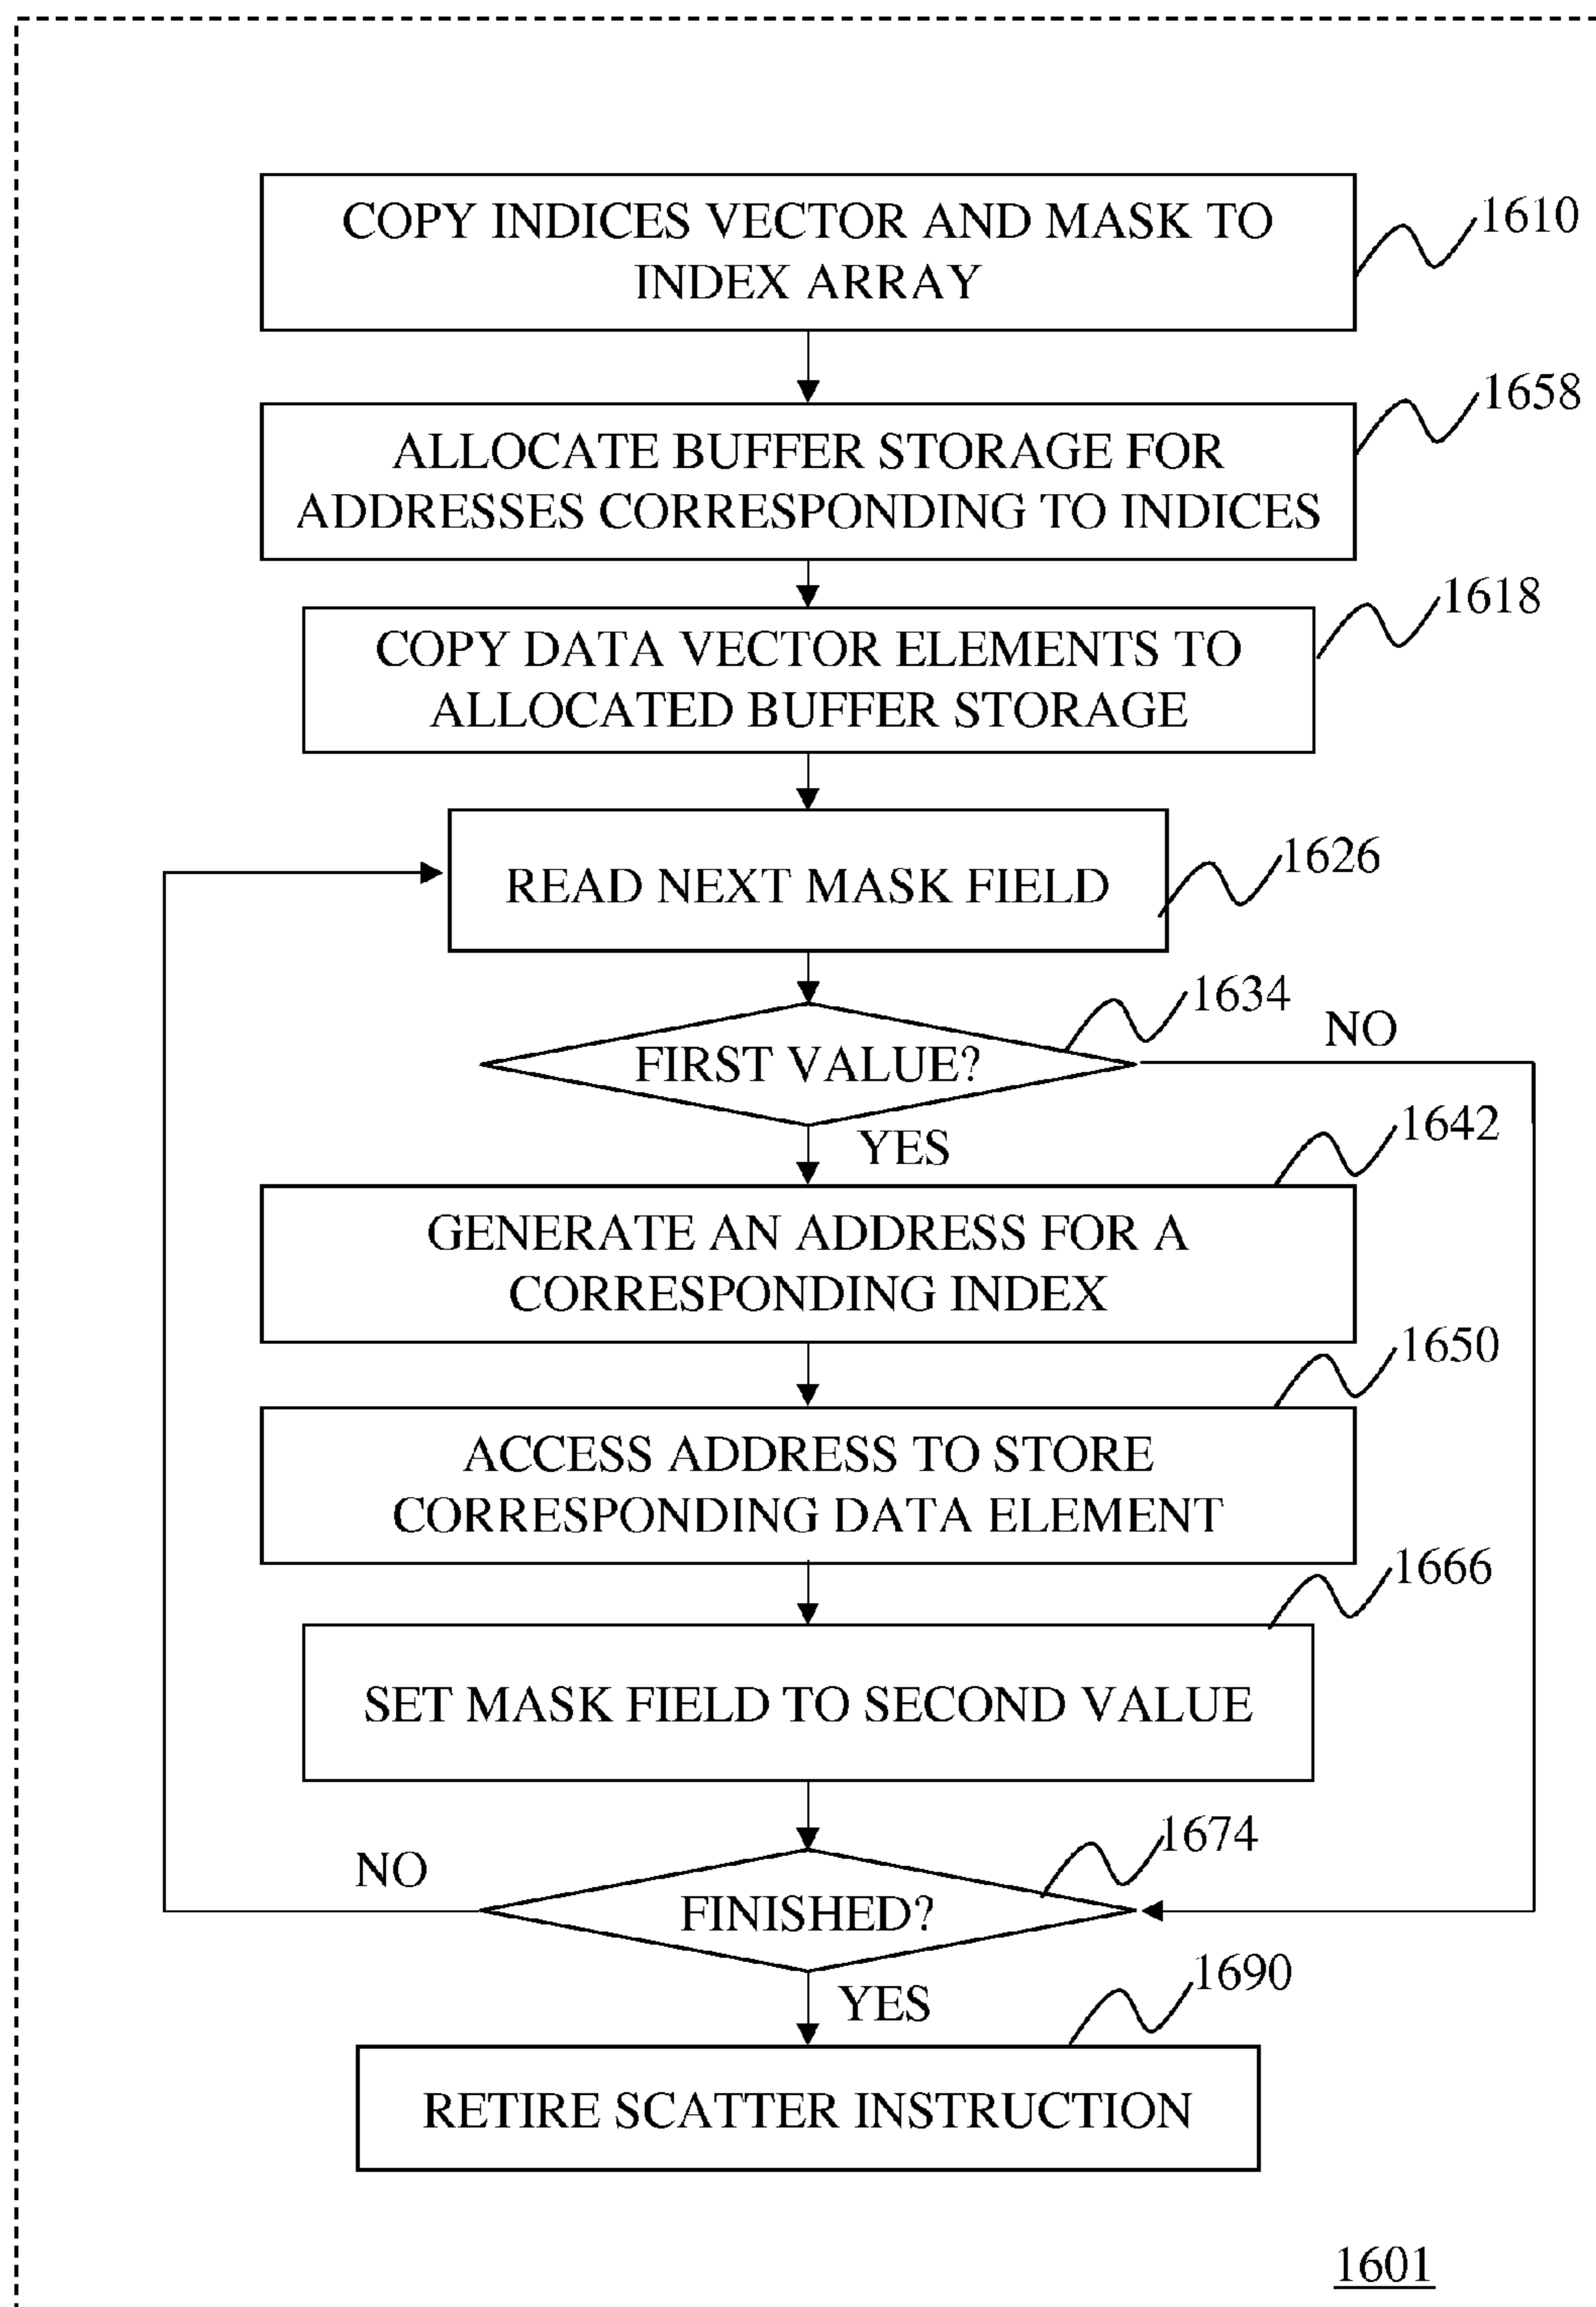 COPY INDICES VECTOR AND MASK TO
INDEX ARRAY
1610
ALLOCATE BUFFER STORAGE FOR
ADDRESSES CORRESPONDING TO INDICES
1658
COPY DATA VECTOR ELEMENTS TO
ALLOCATED BUFFER STORAGE
1618
READ NEXT MASK FIELD
1626
FIRST VALUE?
1634
NO
YES
GENERATE AN ADDRESS FOR A
CORRESPONDING INDEX
1642
ACCESS ADDRESS TO STORE
CORRESPONDING DATA ELEMENT
1650
SET MASK FIELD TO SECOND VALUE
1666
FINISHED?
1674
NO
YES
RETIRE SCATTER INSTRUCTION
1690
1601